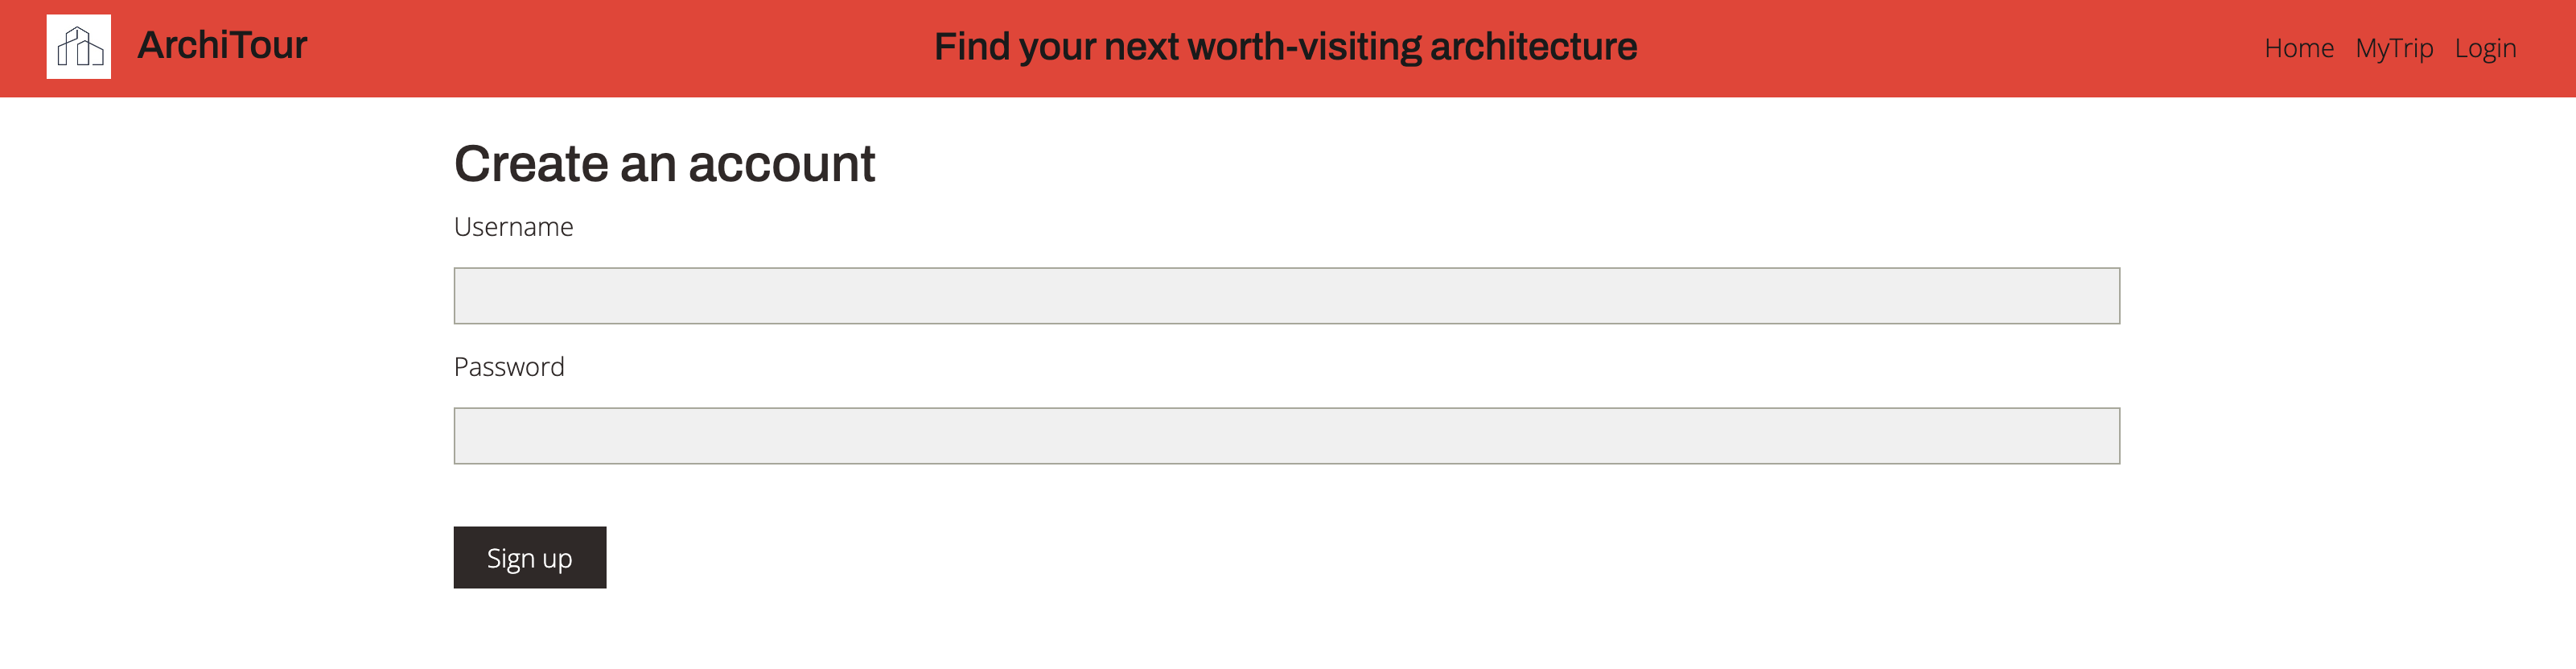 ArchiTour
Find your next worth-visiting architecture
Home MyTrip Login
Create an account
Username
Password
Sign up